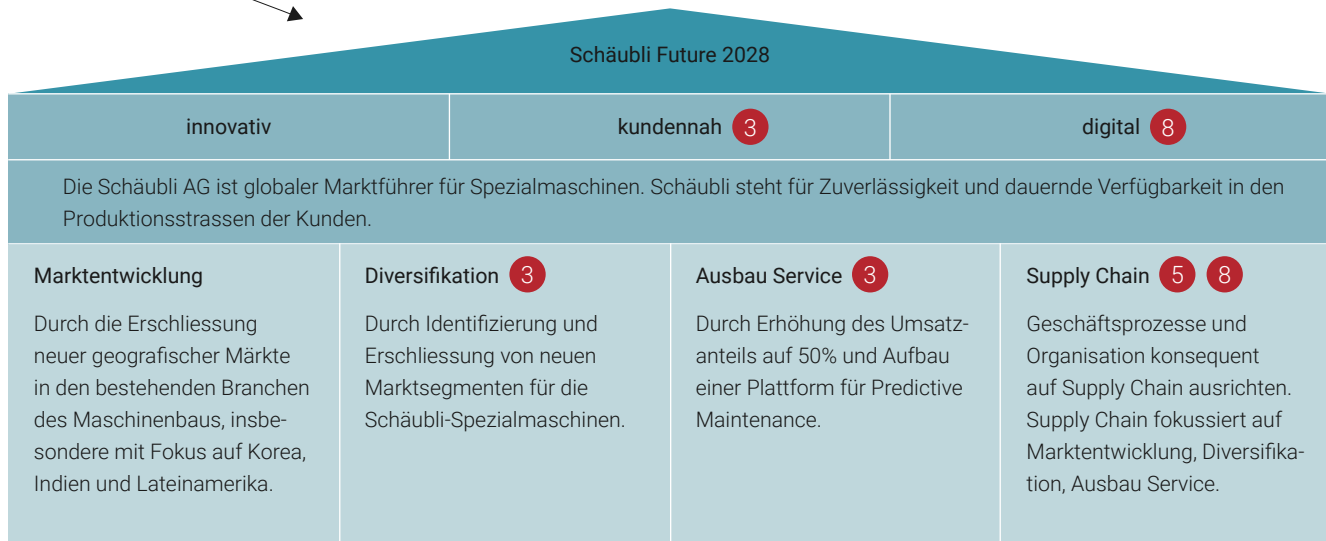 Schäubli Future 2028
innovativ
kundennah 3
digital 8
Die Schäubli AG ist globaler Marktführer für Spezialmaschinen. Schäubli steht für Zuverlässigkeit und dauernde Verfügbarkeit in den
Produktionsstrassen der Kunden.
Marktentwicklung
Durch die Erschliessung
neuer geografischer Märkte
in den bestehenden Branchen
des Maschinenbaus, insbe-
sondere mit Fokus auf Korea,
Indien und Lateinamerika.
Diversifikation 3
Durch Identifizierung und
Erschliessung von neuen
Marktsegmenten für die
Schäubli-Spezialmaschinen.
Ausbau Service 3
Durch Erhöhung des Umsatz-
anteils auf 50% und Aufbau
einer Plattform für Predictive
Maintenance.
Supply Chain 5 8
Geschäftsprozesse und
Organisation konsequent
auf Supply Chain ausrichten.
Supply Chain fokussiert auf
Marktentwicklung, Diversifika-
tion, Ausbau Service.